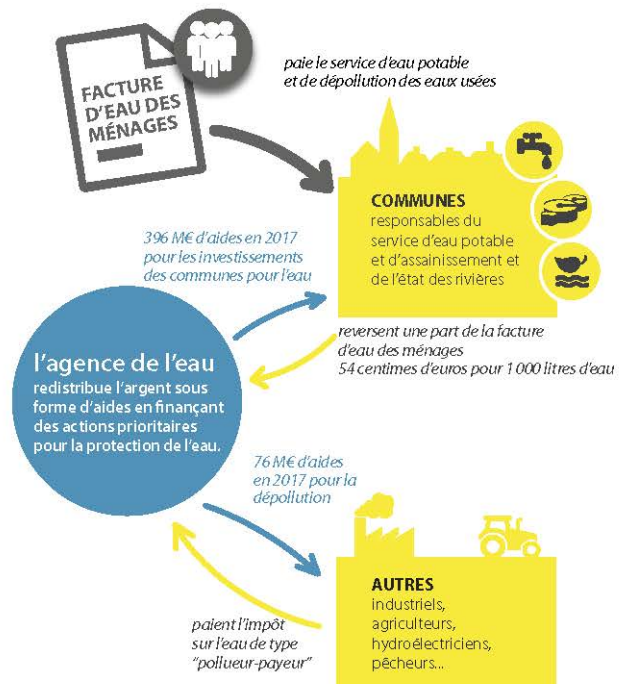 FACTURE
D'EAU DES
MÉNAGES
paie le service d'eau potable
et de dépollution des eaux usées
COMMUNES
responsables du
service d'eau potable
et d'assainissement et
de l'état des rivières
396 M€ d'aides en 2017
pour les investissements
des communes pour l'eau
reversent une part de la facture
d'eau des ménages
54 centimes d'euros pour 1 000 litres d'eau
l'agence de l'eau
redistribue l'argent sous
forme d'aides en finançant
des actions prioritaires
pour la protection de l'eau.
76 M€ d'aides
en 2017 pour la
dépollution
paient l'impôt
sur l'eau de type
"pollueur-payeur"
AUTRES
industriels,
agriculteurs,
hydroélectriciens,
pêcheurs...